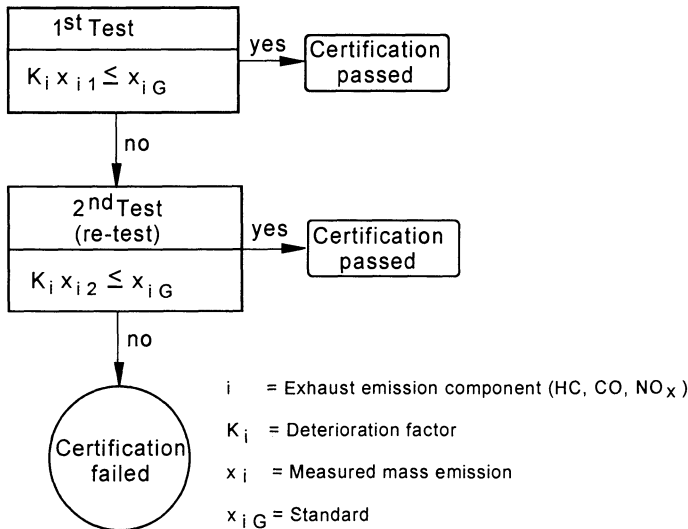 1st Test
yes
Certification
passed
Ki xi1 ≤ xiG
no
2nd Test
(re-test)
yes
Certification
passed
Ki xi2 ≤ xiG
no
Certification
failed
i = Exhaust emission component (HC, CO, NOx)
Ki = Deterioration factor
xi = Measured mass emission
xiG = Standard